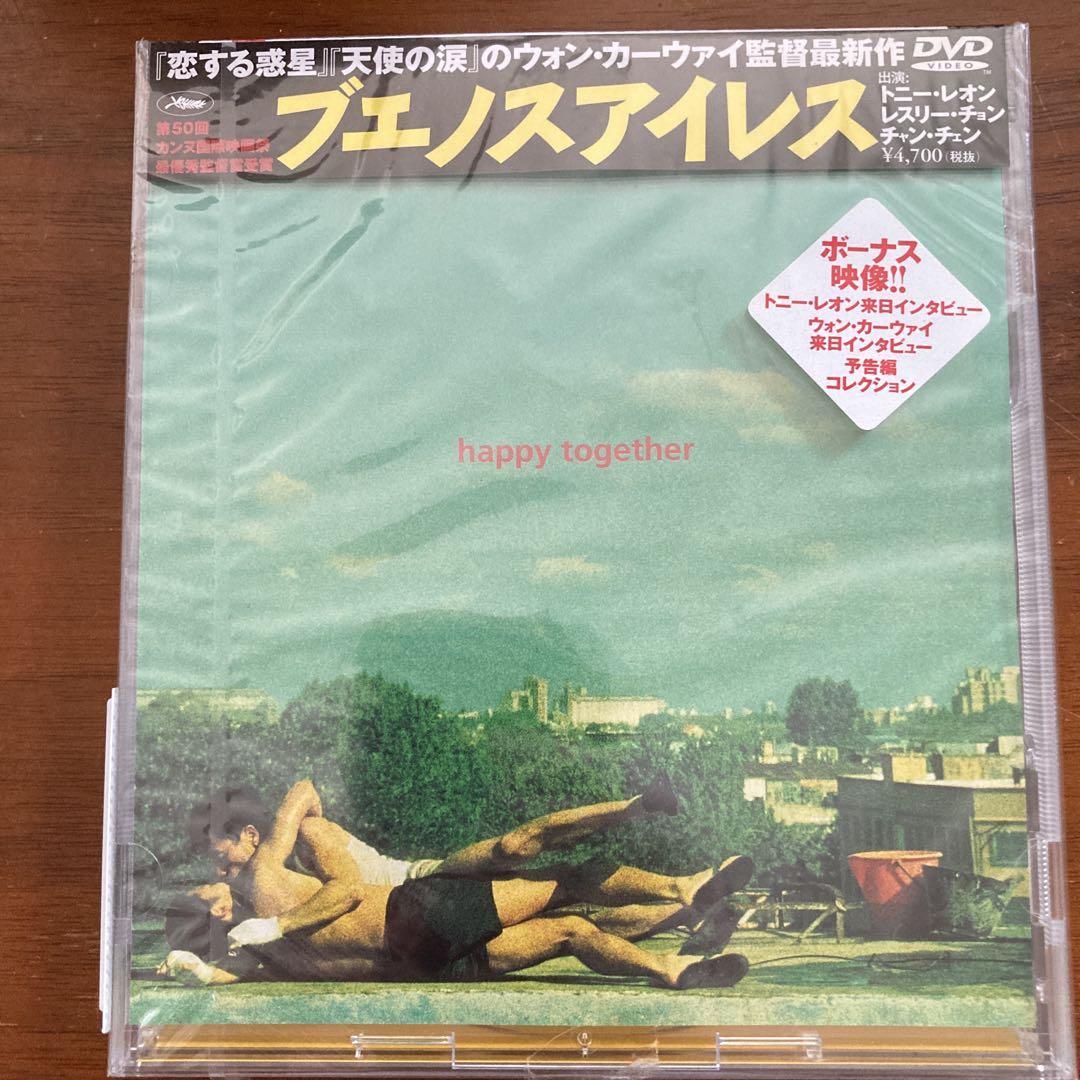 『恋する惑星』『天使の涙』のウォン・カーウァイ監督最新作
DVD
VIDEO™
第50回
カンヌ国際映画祭
最優秀監督賞受賞
ブエノスアイレス
出演:
トニー・レオン
レスリー・チョン
チャン・チェン
¥4,700(税抜)
ボーナス
映像!!
トニー・レオン来日インタビュー
ウォン・カーウァイ
来日インタビュー
予告編
コレクション
happy together